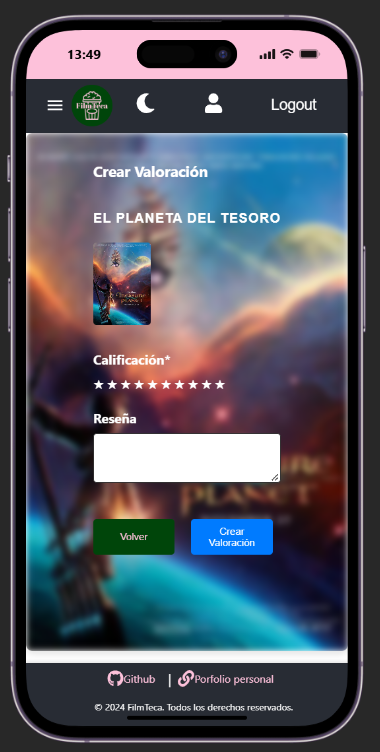 13:49
FilmTeca
Logout
Crear Valoración
EL PLANETA DEL TESORO
Calificación*
Reseña
PLANET
Volver
Crear
Valoración
Github | Porfolio personal
© 2024 FilmTeca. Todos los derechos reservados.